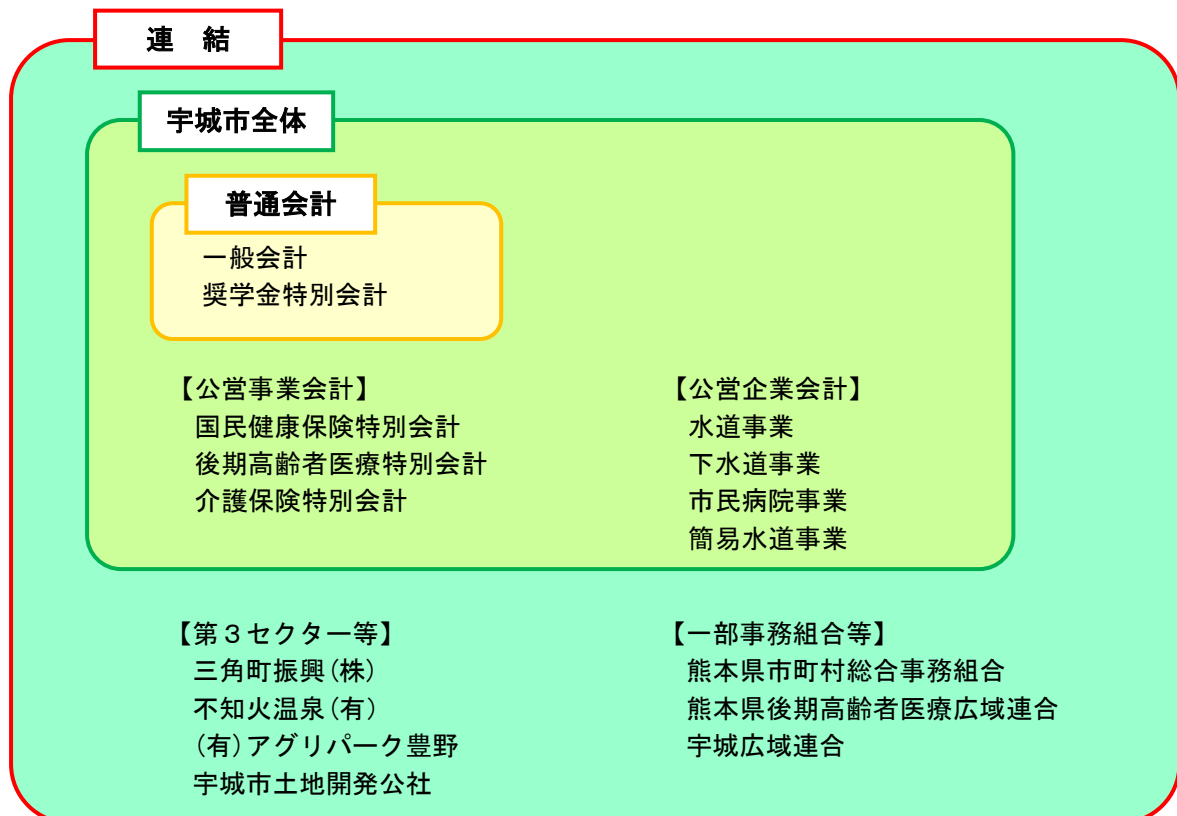 連　結
宇城市全体
普通会計
一般会計
奨学金特別会計
【公営事業会計】
国民健康保険特別会計
後期高齢者医療特別会計
介護保険特別会計
【公営企業会計】
水道事業
下水道事業
市民病院事業
簡易水道事業
【第３セクター等】
三角町振興(株)
不知火温泉(有)
(有)アグリパーク豊野
宇城市土地開発公社
【一部事務組合等】
熊本県市町村総合事務組合
熊本県後期高齢者医療広域連合
宇城広域連合